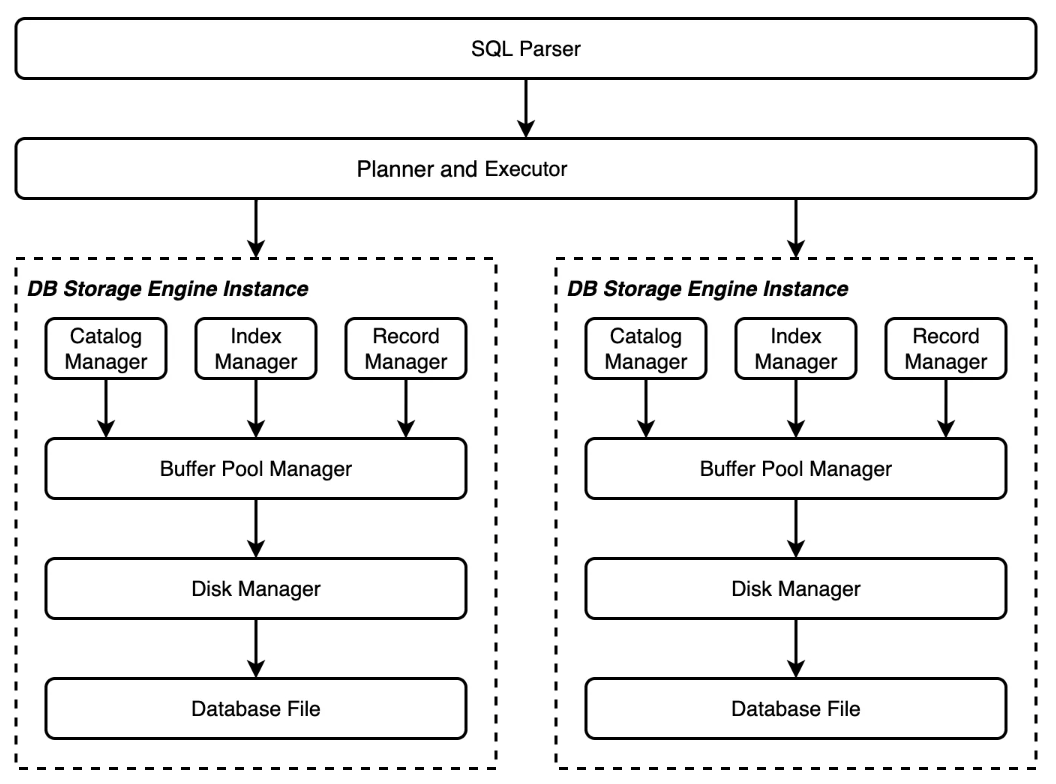 SQL Parser
Planner and Executor
DB Storage Engine Instance
Catalog
Manager
Index
Manager
Record
Manager
Buffer Pool Manager
Disk Manager
Database File
DB Storage Engine Instance
Catalog
Manager
Index
Manager
Record
Manager
Buffer Pool Manager
Disk Manager
Database File